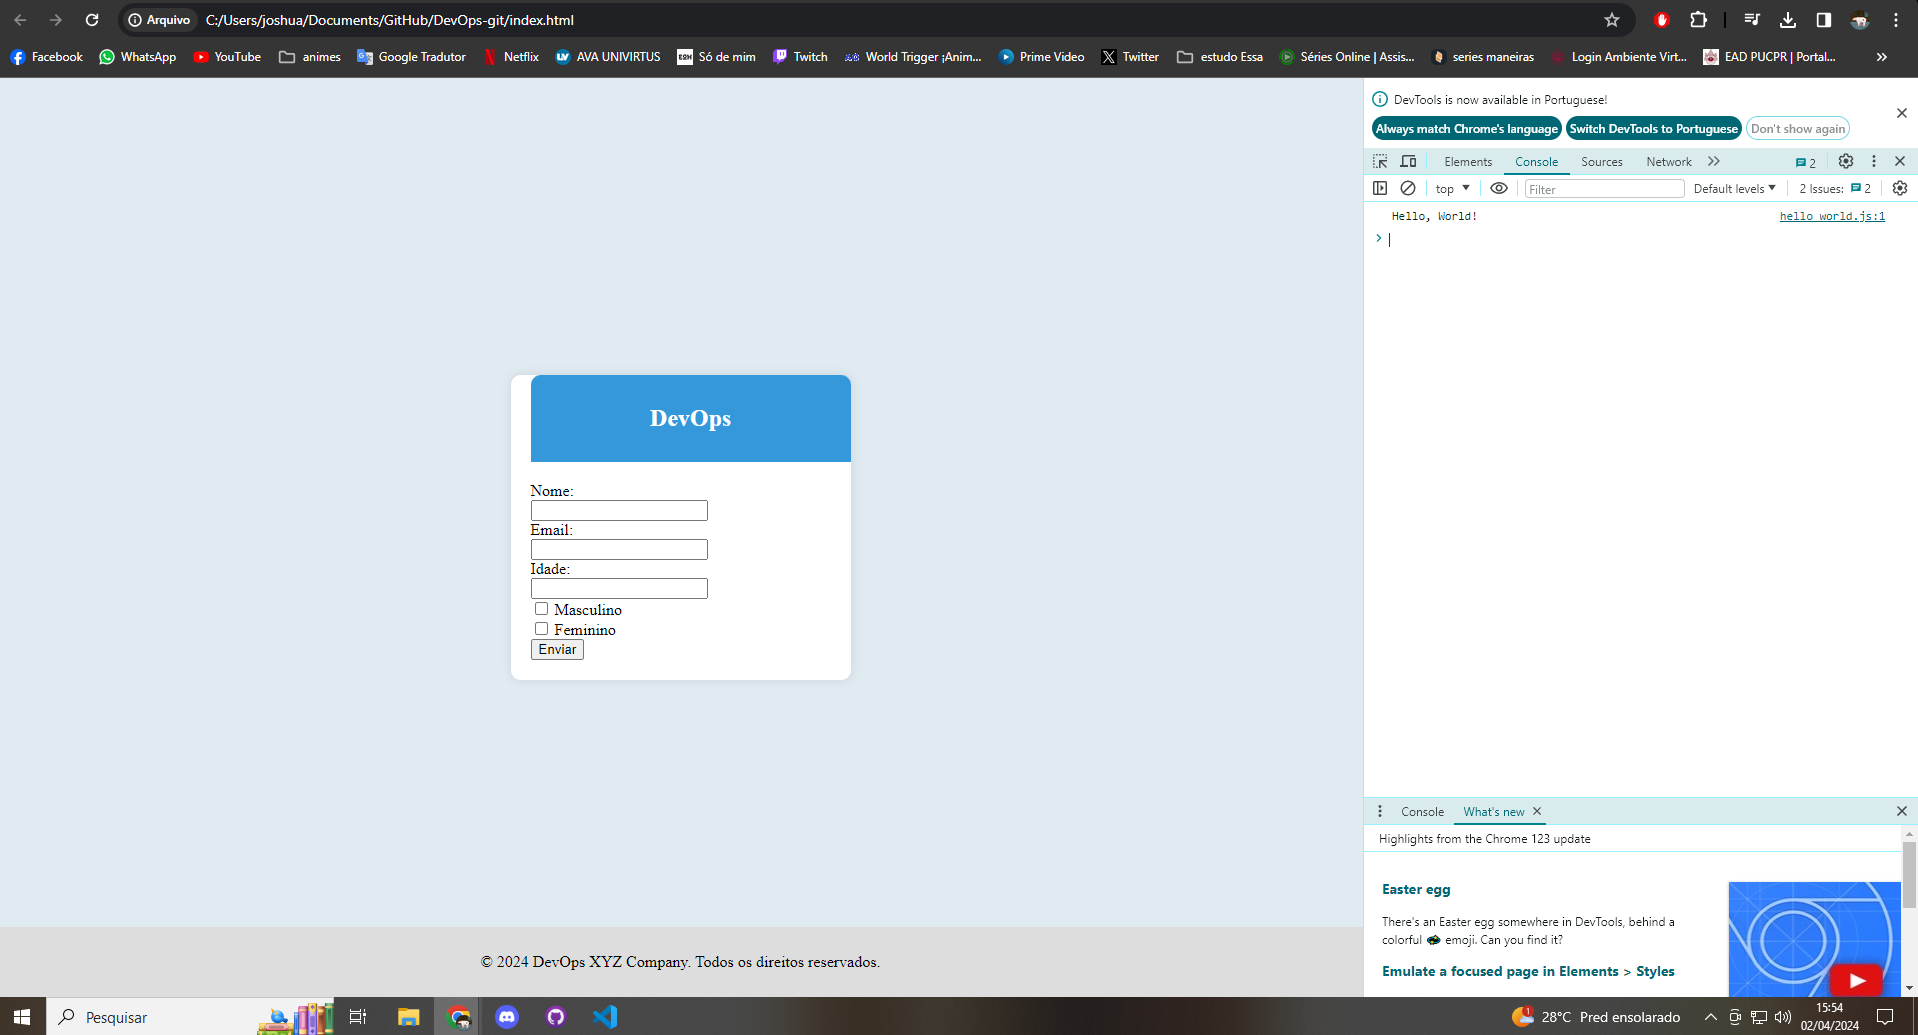 Arquivo C:/Users/joshua/Documents/GitHub/DevOps-git/index.html
Facebook WhatsApp YouTube animes Google Tradutor Netflix AVA UNIVIRTUS Só de mim Twitch World Trigger ¡Anim... Prime Video Twitter estudo Essa Séries Online | Assis... series maneiras Login Ambiente Virt... EAD PUCPR | Portal...
DevTools is now available in Portuguese!
Always match Chrome's language Switch DevTools to Portuguese Don't show again
Elements Console Sources Network 2
top Filter Default levels 2 Issues: 2
Hello, World! hello world.js:1
DevOps
Nome:
Email:
Idade:
Masculino
Feminino
Enviar
Console What's new
Highlights from the Chrome 123 update
Easter egg
There's an Easter egg somewhere in DevTools, behind a
colorful emoji. Can you find it?
Emulate a focused page in Elements > Styles
© 2024 DevOps XYZ Company. Todos os direitos reservados.
Pesquisar
1 28°C Pred ensolarado
15:54
02/04/2024